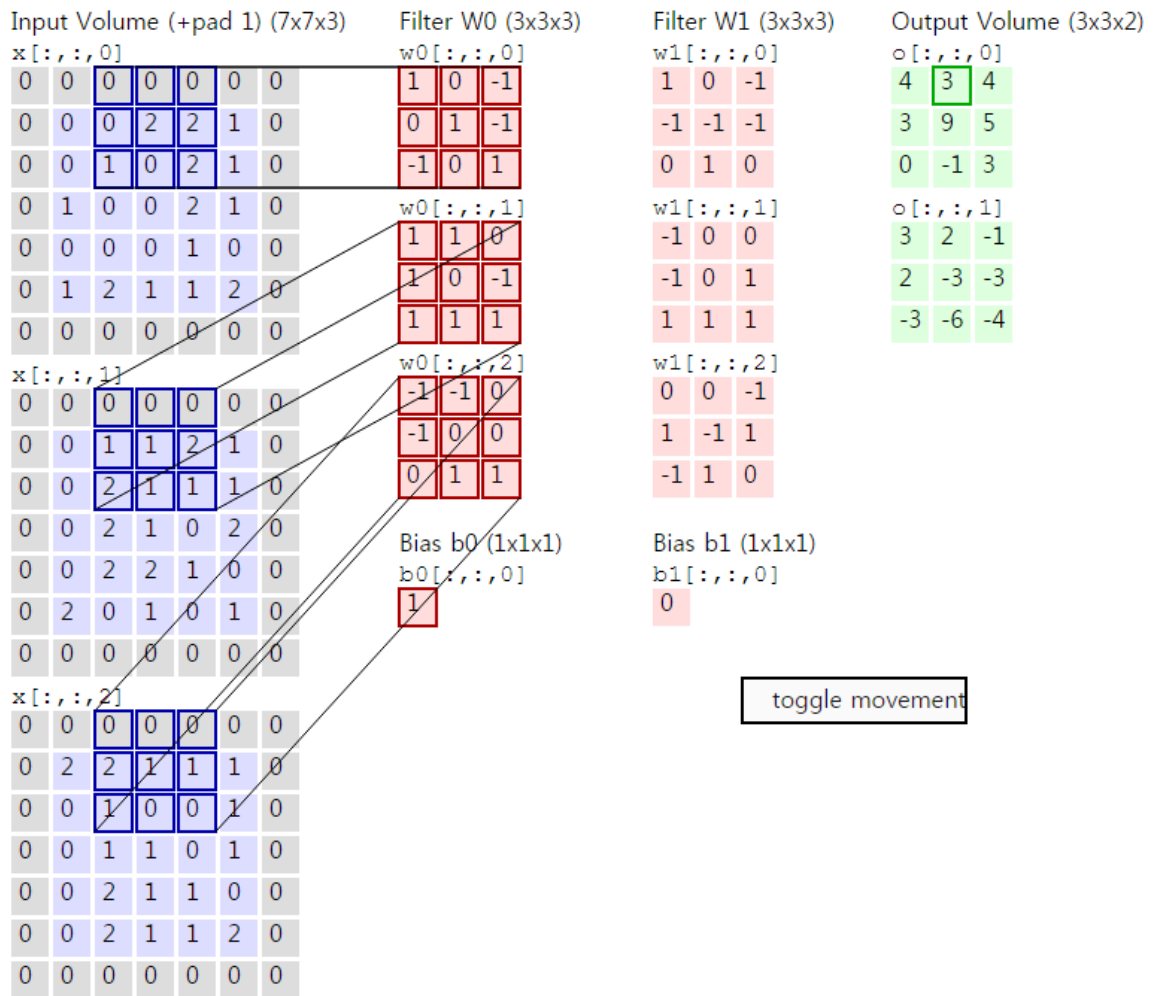 Input Volume (+pad 1) (7x7x3) Filter W0 (3x3x3) Filter W1 (3x3x3) Output Volume (3x3x2)
x[:,:,0] w0[:,:,0] w1[:,:,0] o[:,:,0]
0 0 0 0 0 0 0 1 0 -1 1 0 -1 4 3 4
0 0 0 2 2 1 0 0 1 -1 -1 -1 -1 3 9 5
0 0 1 0 2 1 0 -1 0 1 0 1 0 0 -1 3
0 1 0 0 2 1 0 w0[:,:,1] w1[:,:,1] o[:,:,1]
0 0 0 0 1 0 0 1 1 0 -1 0 0 3 2 -1
0 1 2 1 1 2 0 1 0 -1 -1 0 1 2 -3 -3
0 0 0 0 0 0 0 1 1 1 1 1 1 -3 -6 -4
x[:,:,1] w0[:,:,2] w1[:,:,2]
0 0 0 0 0 0 0 -1 -1 0 0 0 -1
0 0 1 1 2 1 0 -1 0 0 1 -1 1
0 0 2 1 1 1 0 0 1 1 -1 1 0
0 0 2 1 0 2 0 Bias b0 (1x1x1) Bias b1 (1x1x1)
0 0 2 2 1 0 0 b0[:,:,0] b1[:,:,0]
0 2 0 1 0 1 0 1 0
0 0 0 0 0 0 0
x[:,:,2] toggle movement
0 0 0 0 0 0 0
0 2 2 1 1 1 0
0 0 1 0 0 1 0
0 0 1 1 0 1 0
0 0 2 1 1 0 0
0 0 2 1 1 2 0
0 0 0 0 0 0 0